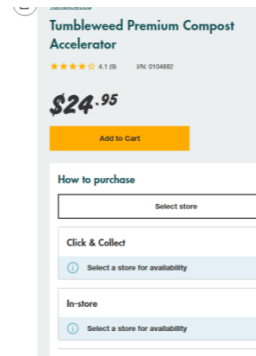 Tumbleweed
Tumbleweed Premium Compost
Accelerator
4.1 (9) I/N: 0104882
$24.95
Add to Cart
How to purchase
Select store
Click & Collect
Select a store for availability
In-store
Select a store for availability